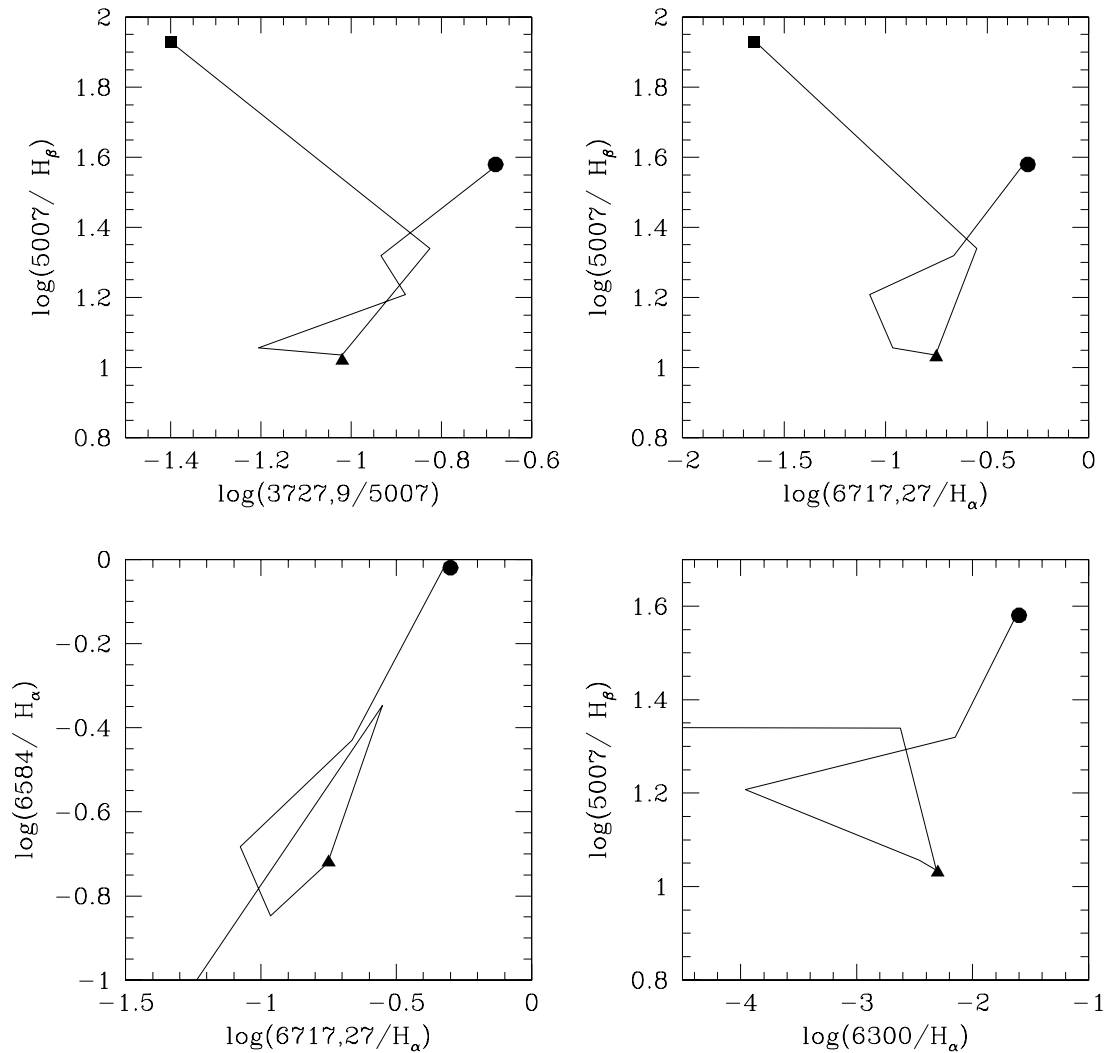 2
1.8
1.6
1.4
1.2
1
0.8
log(5007/ Hβ)
−1.4 −1.2 −1 −0.8 −0.6
log(3727,9/5007)
2
1.8
1.6
1.4
1.2
1
0.8
log(5007/ Hβ)
−2 −1.5 −1 −0.5 0
log(6717,27/Hα)
0
−0.2
−0.4
−0.6
−0.8
−1
log(6584/ Hα)
−1.5 −1 −0.5 0
log(6717,27/Hα)
1.6
1.4
1.2
1
0.8
log(5007/ Hβ)
−4 −3 −2 −1
log(6300/Hα)